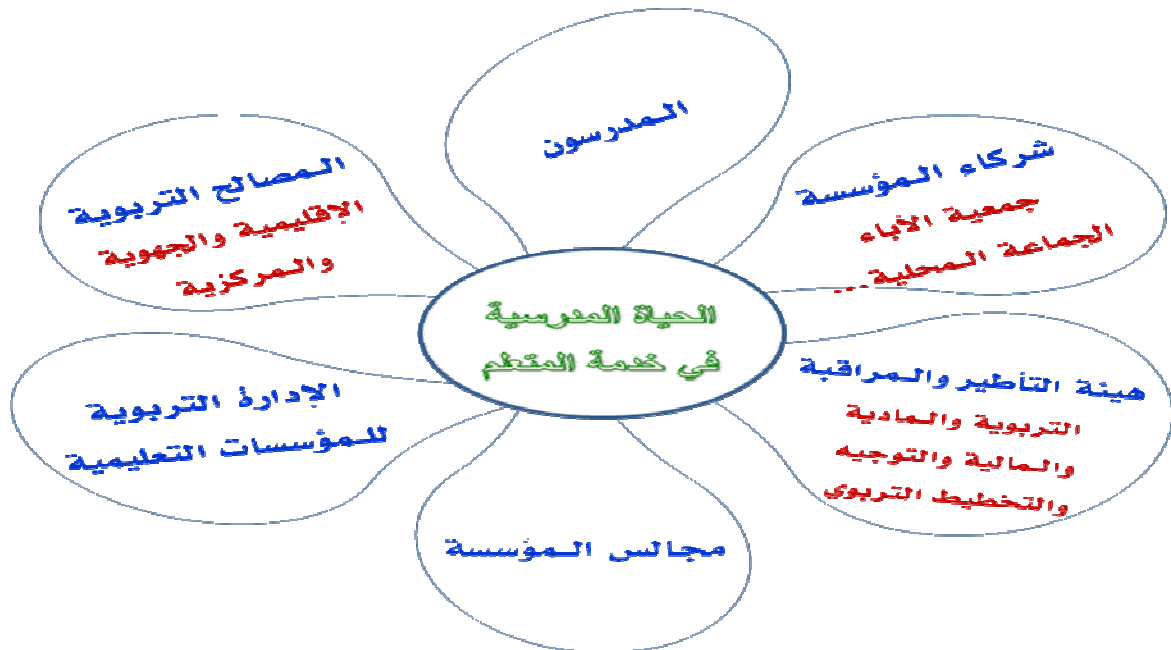 المدرسون
شركاء المؤسسة
جمعية الأباء
الجماعة المحلية...
المصالح التربوية
الإقليمية والجهوية
والمركزية
الحياة المدرسية
في خدمة المتعلم
هيئة التأطير والمراقبة
التربوية والمادية
والمالية والتوجيه
والتخطيط التربوي
الإدارة التربوية
للمؤسسات التعليمية
مجالس المؤسسة